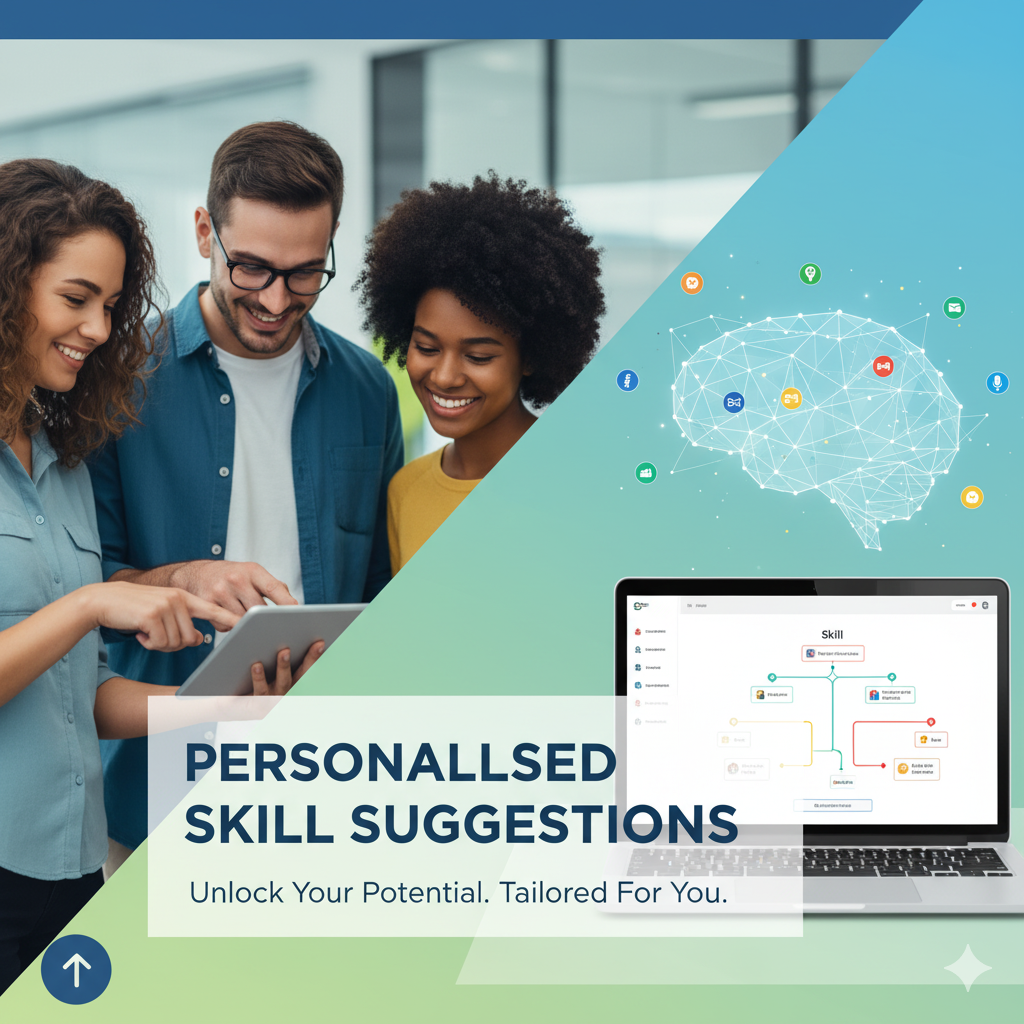 Skill
PERSONALLSED
SKILL SUGGESTIONS
Unlock Your Potential. Tailored For You.